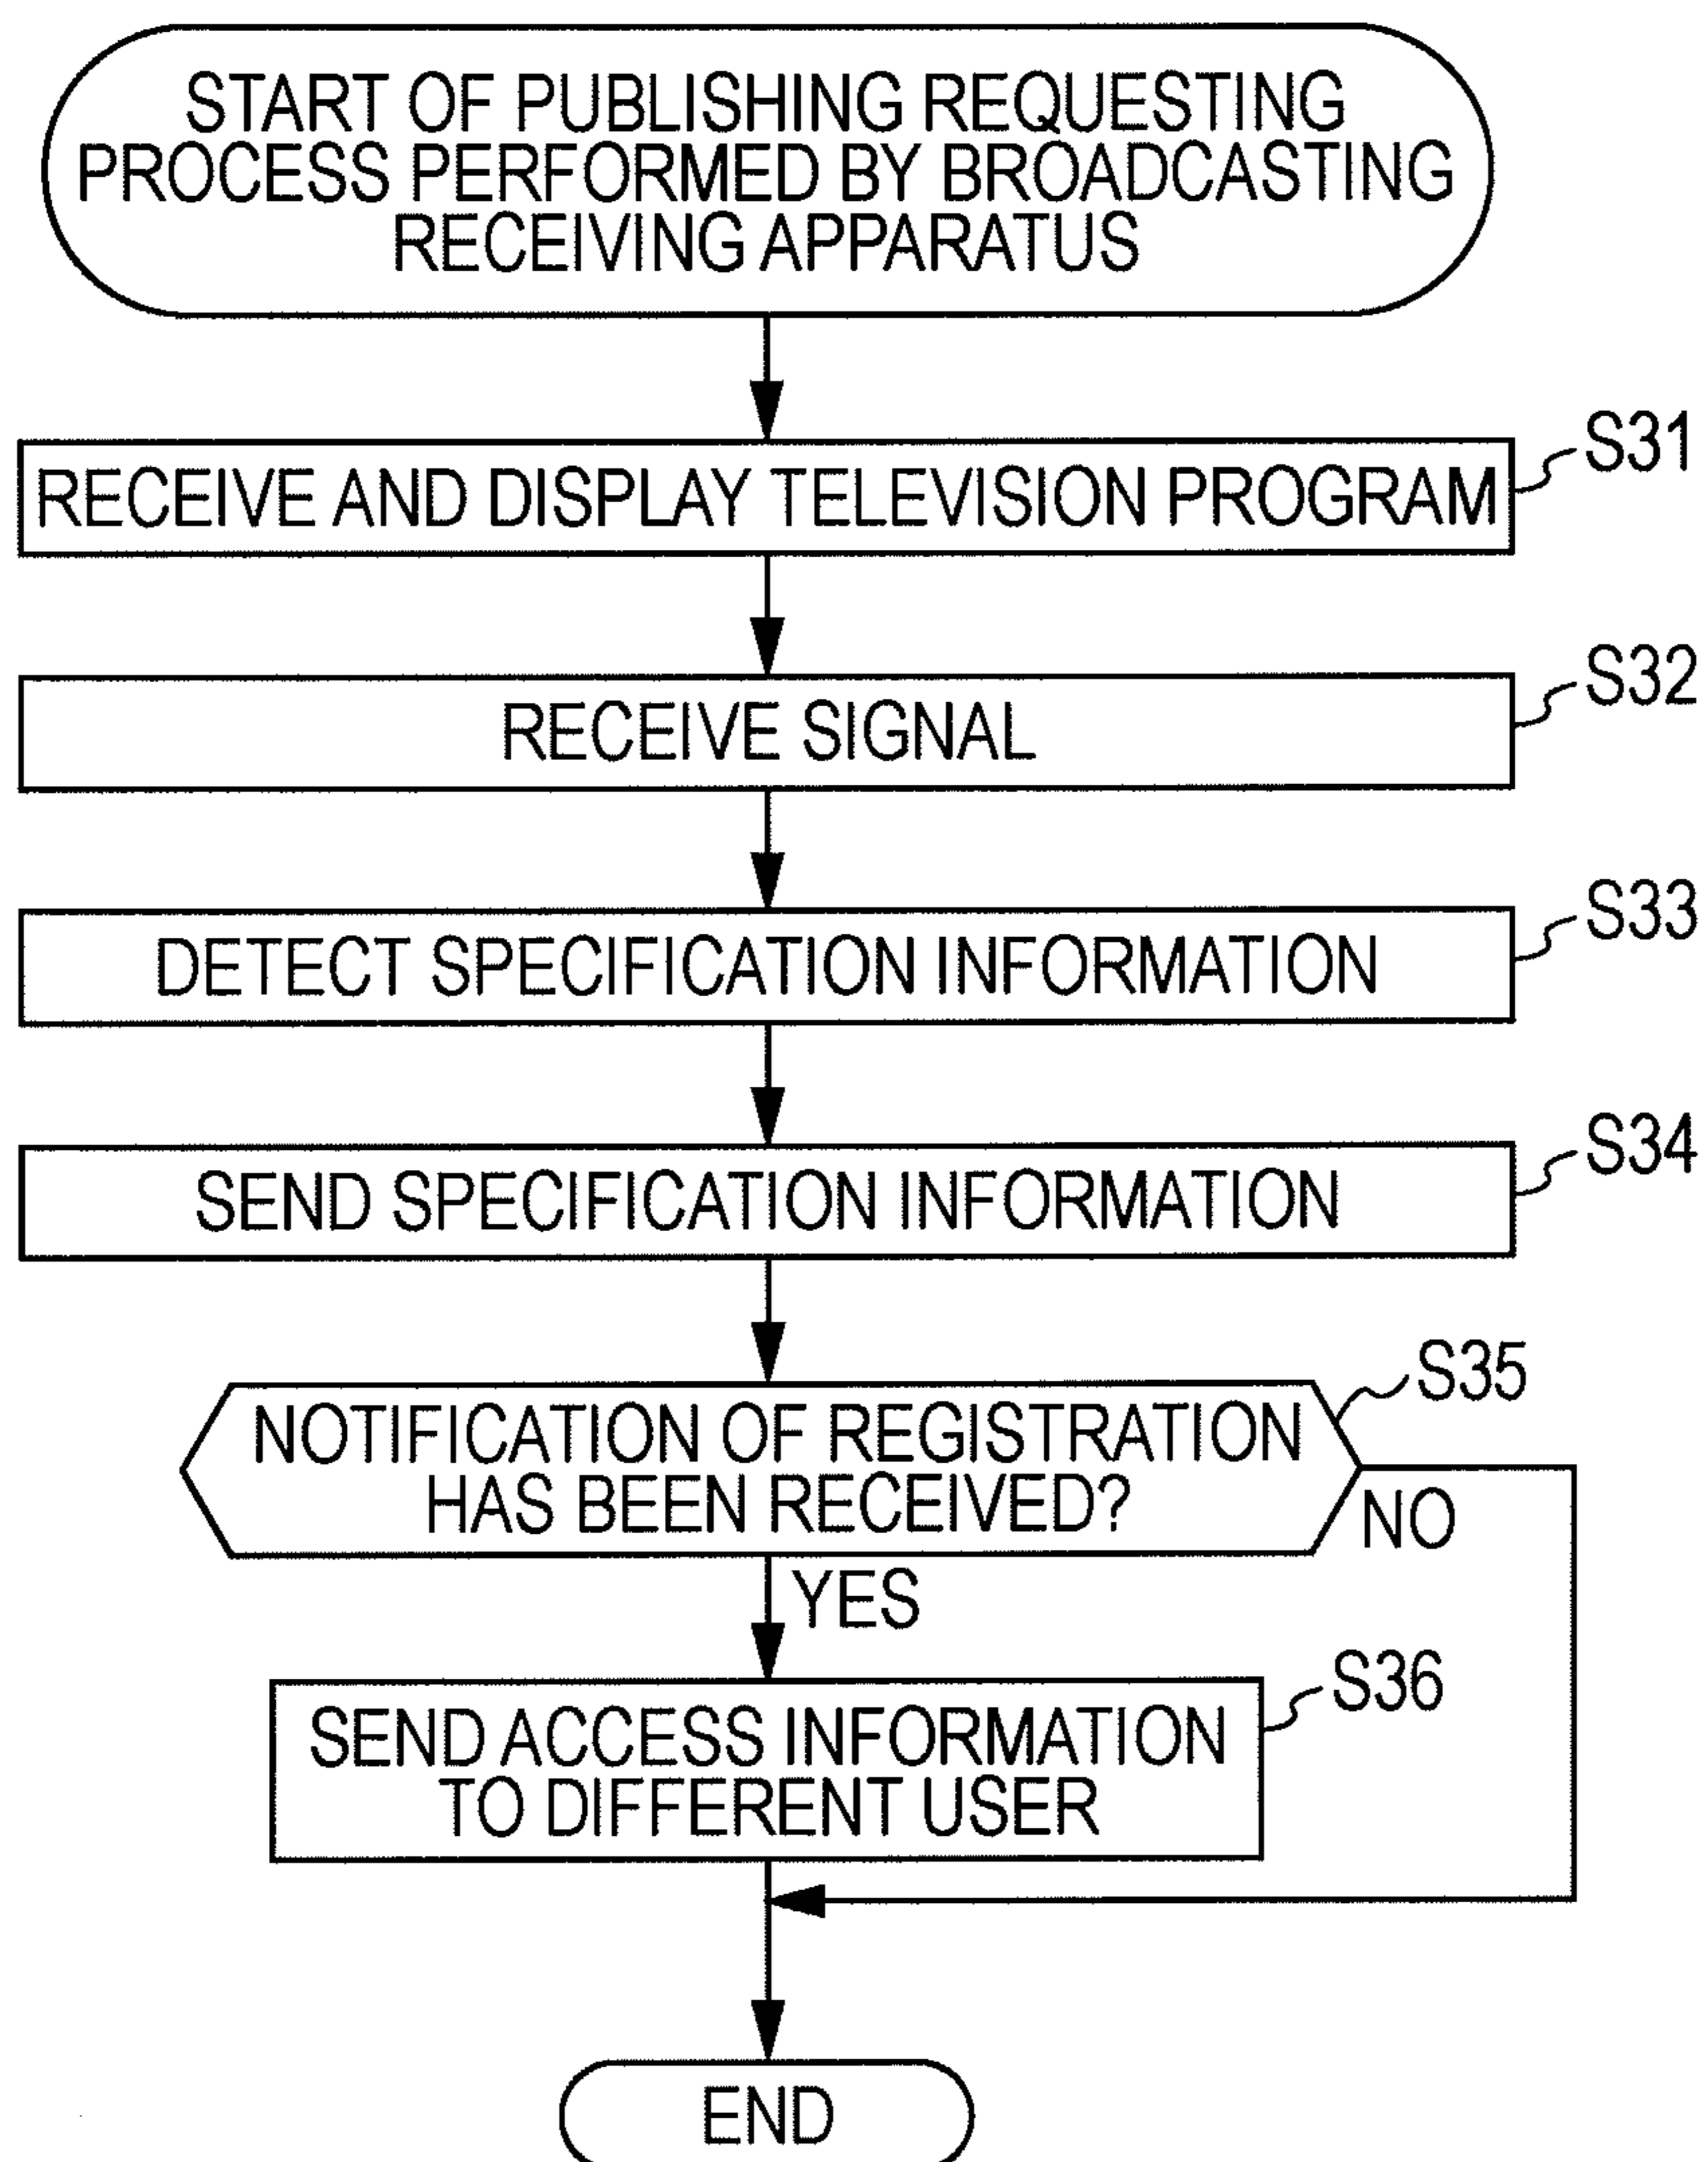 START OF PUBLISHING REQUESTING
PROCESS PERFORMED BY BROADCASTING
RECEIVING APPARATUS
S31
RECEIVE AND DISPLAY TELEVISION PROGRAM
S32
RECEIVE SIGNAL
S33
DETECT SPECIFICATION INFORMATION
S34
SEND SPECIFICATION INFORMATION
S35
NOTIFICATION OF REGISTRATION
HAS BEEN RECEIVED?
NO
YES
S36
SEND ACCESS INFORMATION
TO DIFFERENT USER
END